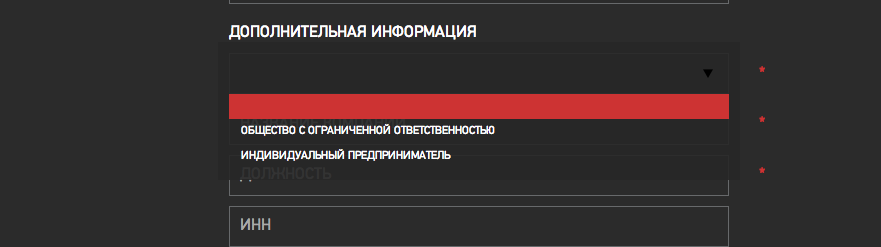 ДОПОЛНИТЕЛЬНАЯ ИНФОРМАЦИЯ
*
*
ОБЩЕСТВО С ОГРАНИЧЕННОЙ ОТВЕТСТВЕННОСТЬЮ
ИНДИВИДУАЛЬНЫЙ ПРЕДПРИНИМАТЕЛЬ
ДОЛЖНОСТЬ *
ИНН